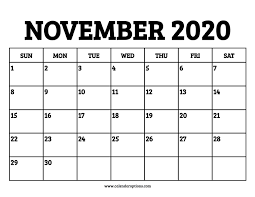 NOVEMBER 2020
SUN MON TUE WED THU FRI SAT
1 2 3 4 5 6 7
8 9 10 11 12 13 14
15 16 17 18 19 20 21
22 23 24 25 26 27 28
29 30
www.calendaroptions.com